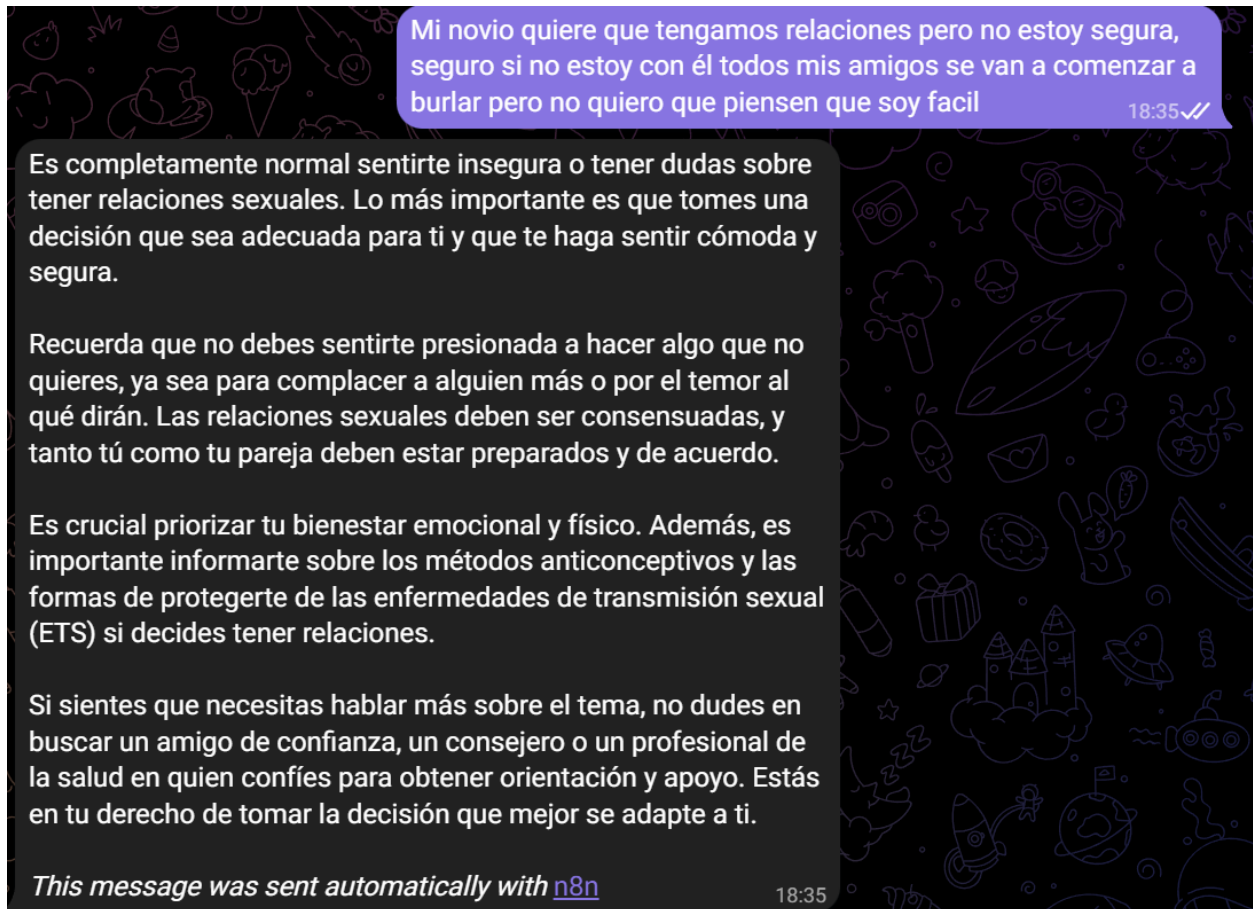 Mi novio quiere que tengamos relaciones pero no estoy segura,
seguro si no estoy con él todos mis amigos se van a comenzar a
burlar pero no quiero que piensen que soy facil
18:35
Es completamente normal sentirte insegura o tener dudas sobre
tener relaciones sexuales. Lo más importante es que tomes una
decisión que sea adecuada para ti y que te haga sentir cómoda y
segura.
Recuerda que no debes sentirte presionada a hacer algo que no
quieres, ya sea para complacer a alguien más o por el temor al
qué dirán. Las relaciones sexuales deben ser consensuadas, y
tanto tú como tu pareja deben estar preparados y de acuerdo.
Es crucial priorizar tu bienestar emocional y físico. Además, es
importante informarte sobre los métodos anticonceptivos y las
formas de protegerte de las enfermedades de transmisión sexual
(ETS) si decides tener relaciones.
Si sientes que necesitas hablar más sobre el tema, no dudes en
buscar un amigo de confianza, un consejero o un profesional de
la salud en quien confíes para obtener orientación y apoyo. Estás
en tu derecho de tomar la decisión que mejor se adapte a ti.
This message was sent automatically with n8n
18:35